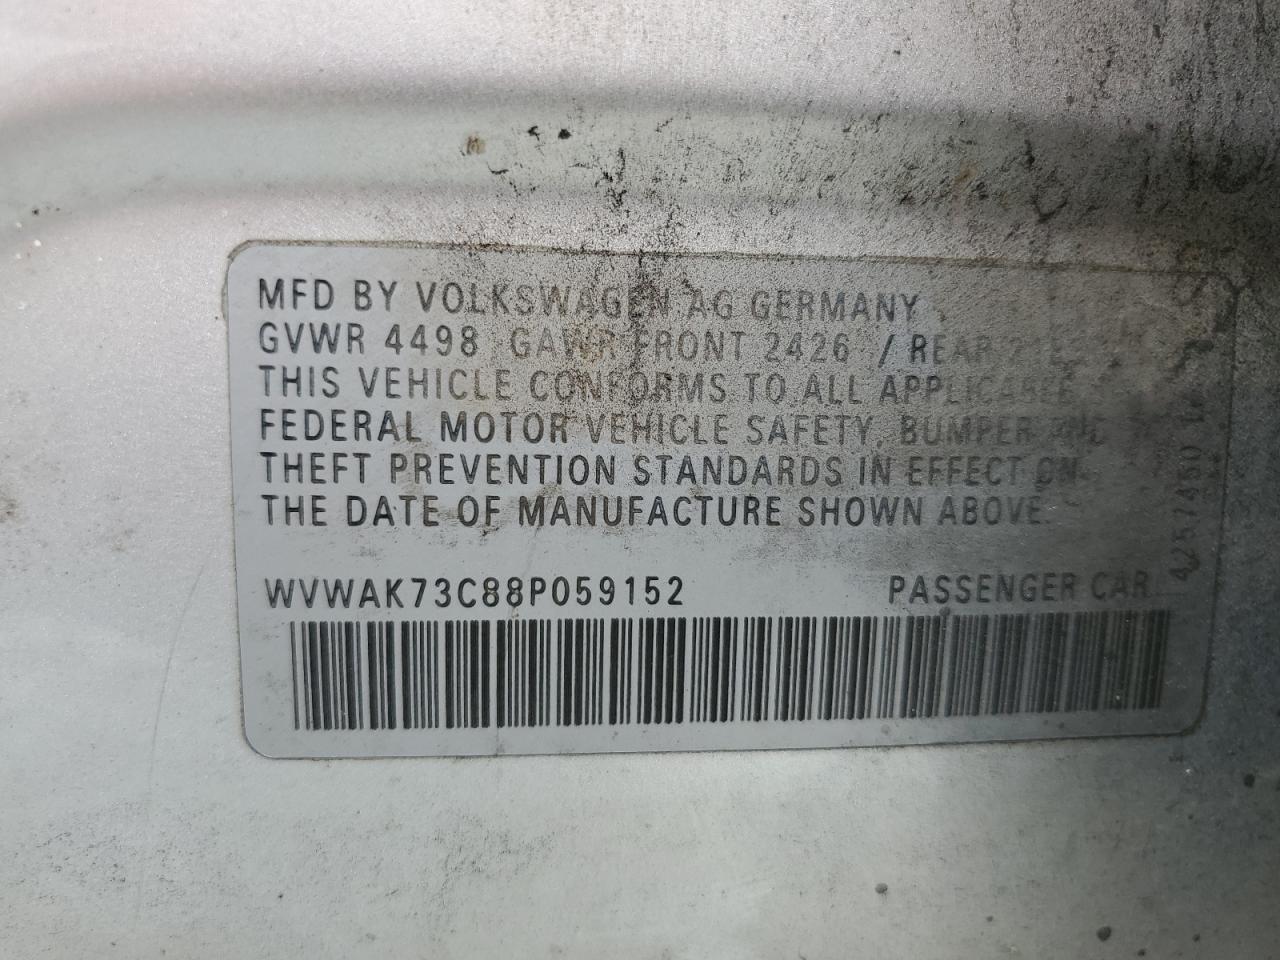 MFD BY VOLKSWAGEN AG GERMANY
GVWR 4498 GAWR FRONT 2426 / REAR
THIS VEHICLE CONFORMS TO ALL APPLICABLE
FEDERAL MOTOR VEHICLE SAFETY, BUMPER AND
THEFT PREVENTION STANDARDS IN EFFECT ON
THE DATE OF MANUFACTURE SHOWN ABOVE.
WVWAK73C88P059152 PASSENGER CAR